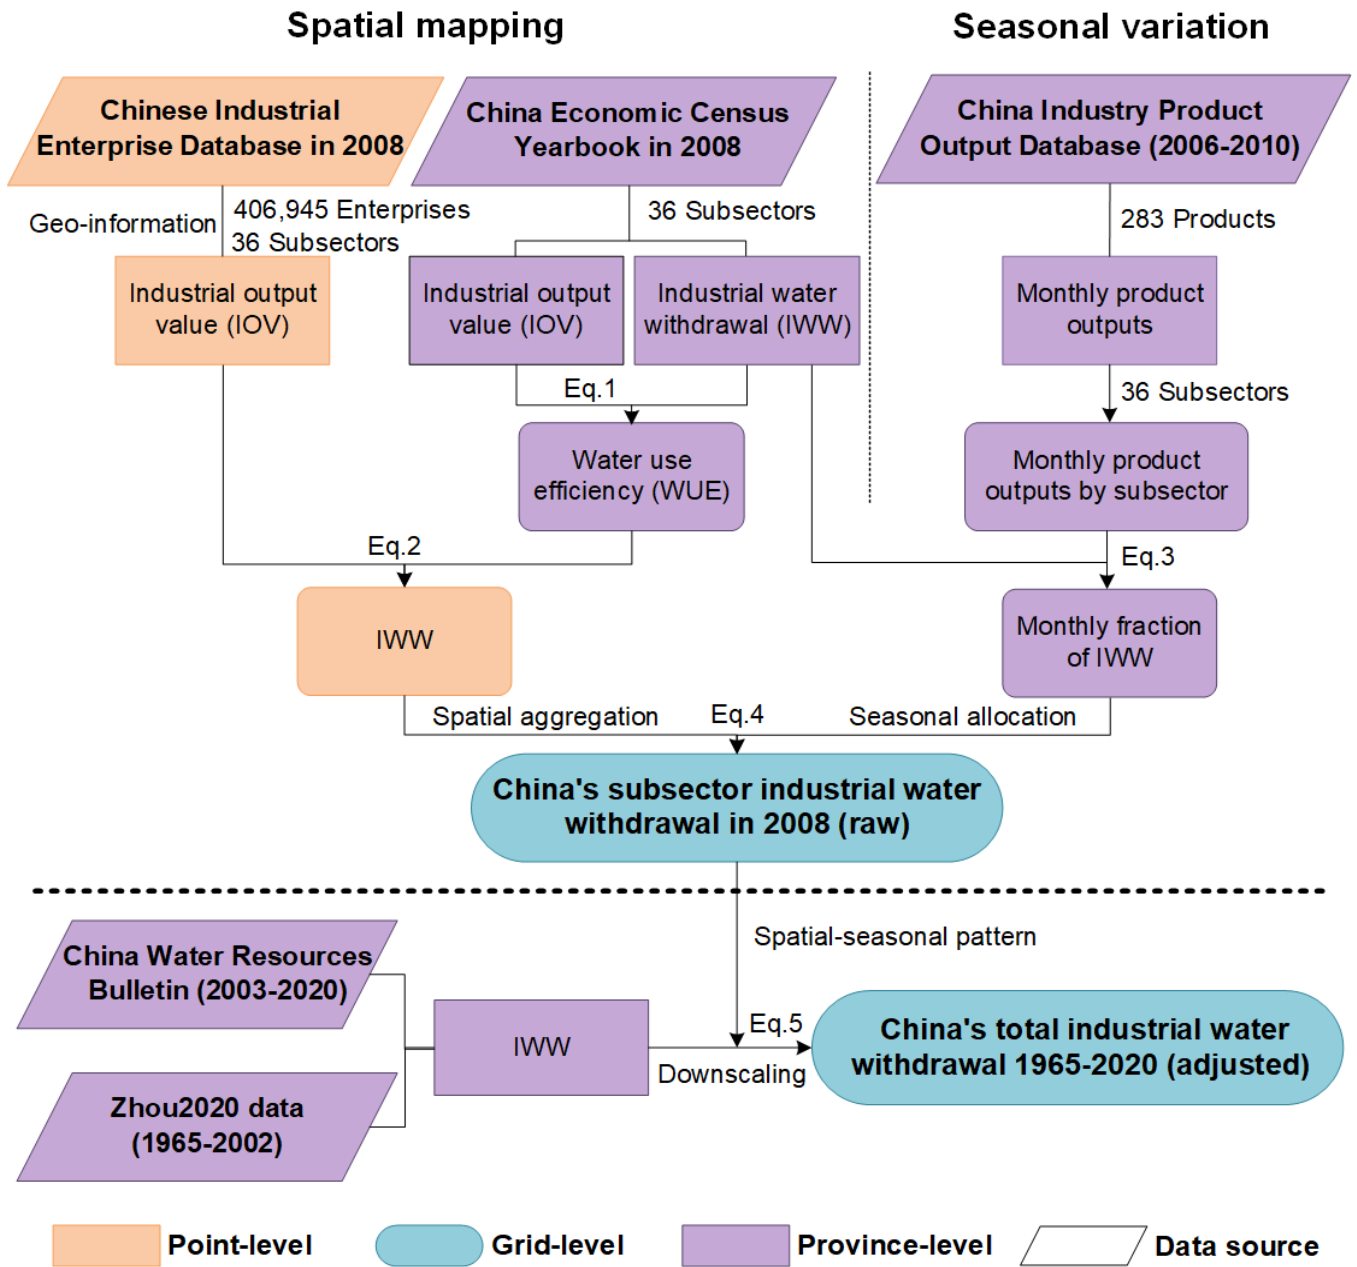 Spatial mapping
Seasonal variation
Chinese Industrial
Enterprise Database in 2008
China Economic Census
Yearbook in 2008
China Industry Product
Output Database (2006-2010)
Geo-information
406,945 Enterprises
36 Subsectors
36 Subsectors
283 Products
Industrial output
value (IOV)
Industrial output
value (IOV)
Industrial water
withdrawal (IWW)
Monthly product
outputs
Eq.1
36 Subsectors
Water use
efficiency (WUE)
Monthly product
outputs by subsector
Eq.2
Eq.3
IWW
Monthly fraction
of IWW
Spatial aggregation
Eq.4
Seasonal allocation
China's subsector industrial water
withdrawal in 2008 (raw)
Spatial-seasonal pattern
China Water Resources
Bulletin (2003-2020)
IWW
Eq.5
Downscaling
China's total industrial water
withdrawal 1965-2020 (adjusted)
Zhou2020 data
(1965-2002)
Point-level
Grid-level
Province-level
Data source